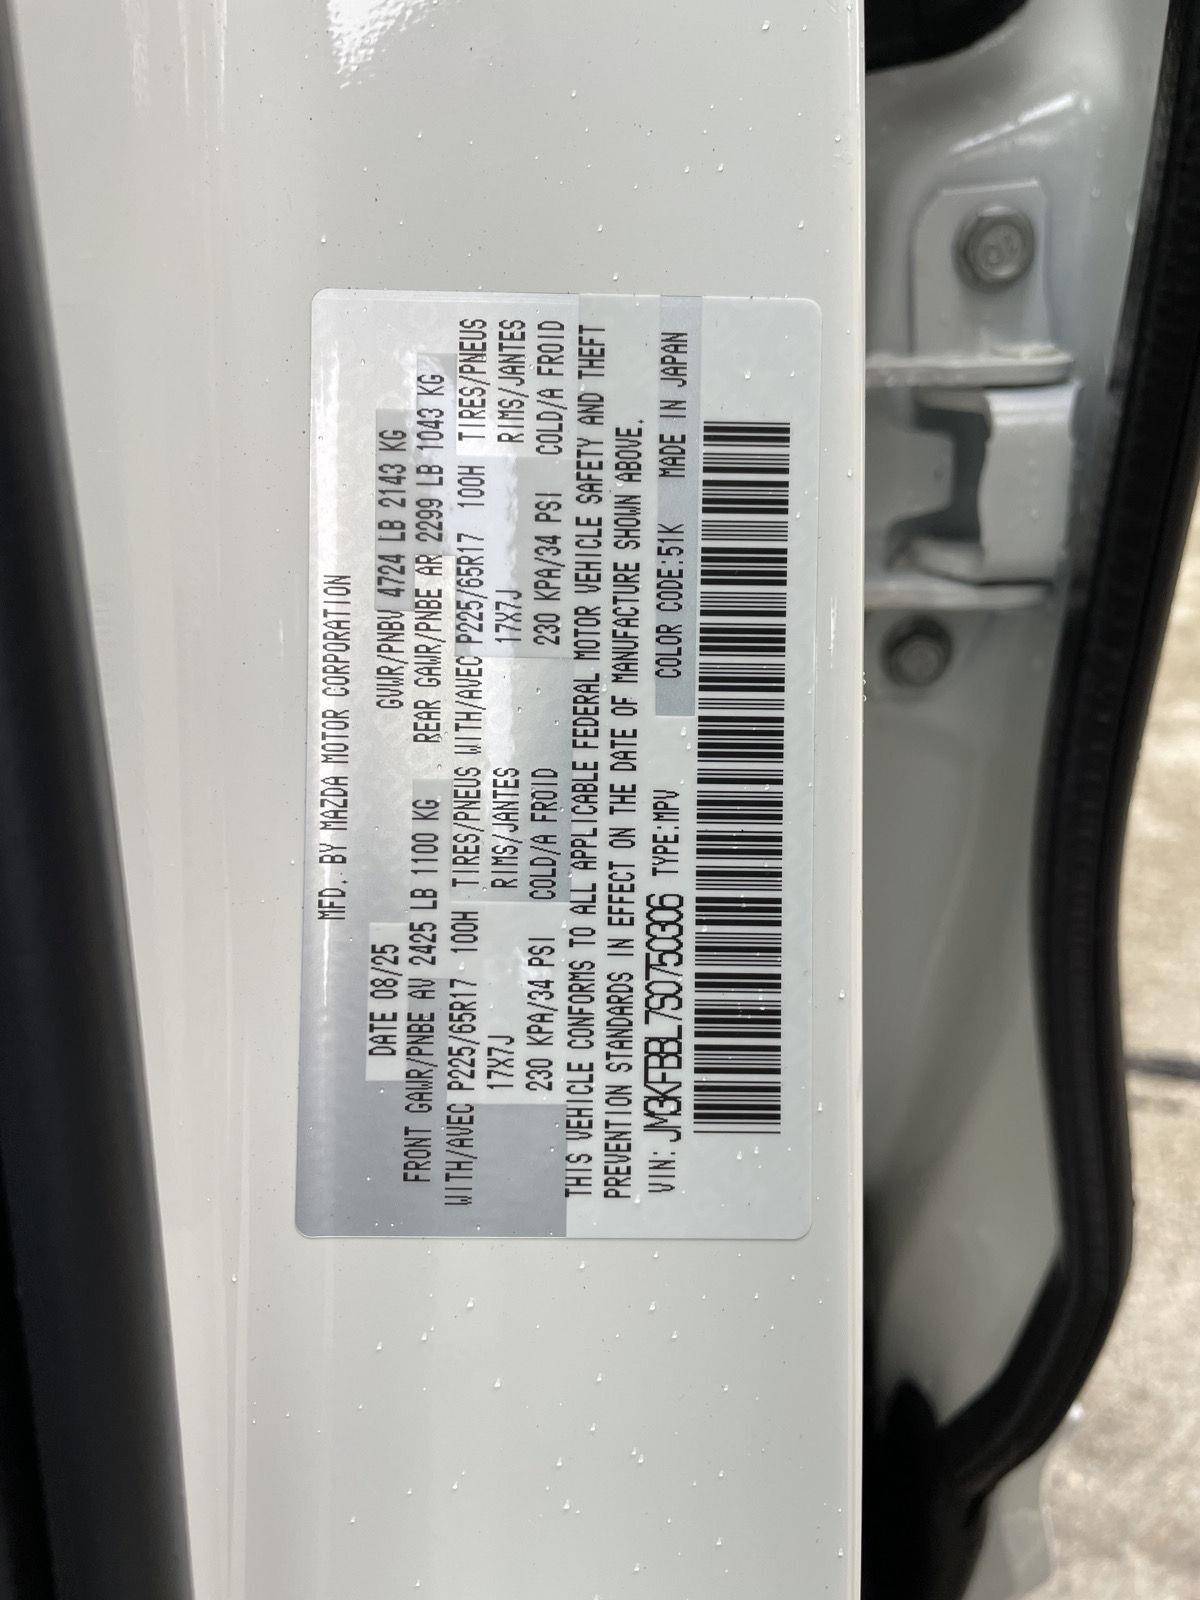 MFD. BY MAZDA MOTOR CORPORATION
DATE 08/25 GVWR/PNBV 4724 LB 2143 KG
FRONT GAWR/PNBE AV 2425 LB 1100 KG REAR GAWR/PNBE AR 2299 LB 1043 KG
WITH/AVEC P225/65R17 100H TIRES/PNEUS WITH/AVEC P225/65R17 100H TIRES/PNEUS
17X7J RIMS/JANTES 17X7J RIMS/JANTES
230 KPA/34 PSI COLD/A FROID 230 KPA/34 PSI COLD/A FROID
THIS VEHICLE CONFORMS TO ALL APPLICABLE FEDERAL MOTOR VEHICLE SAFETY AND THEFT
PREVENTION STANDARDS IN EFFECT ON THE DATE OF MANUFACTURE SHOWN ABOVE.
VIN: JM3KFBBL7S0750306 TYPE:MPV COLOR CODE:51K MADE IN JAPAN